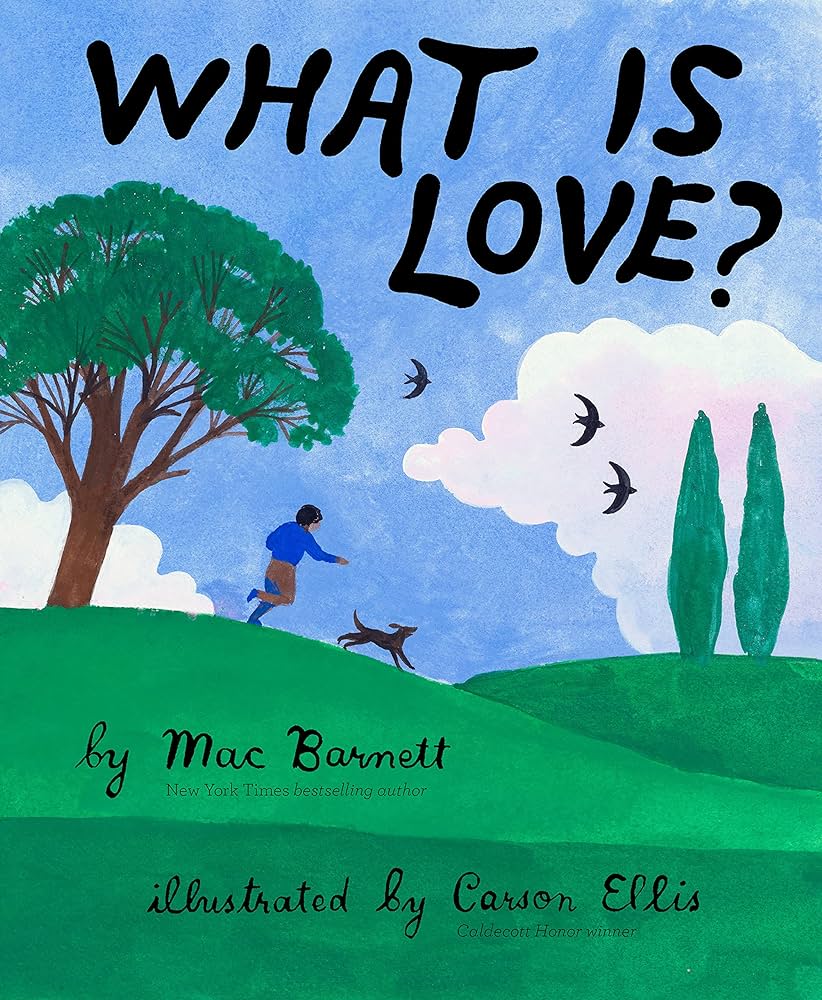 WHAT IS
LOVE?
by Mac Barnett
New York Times bestselling author
illustrated by Carson Ellis
Caldecott Honor winner